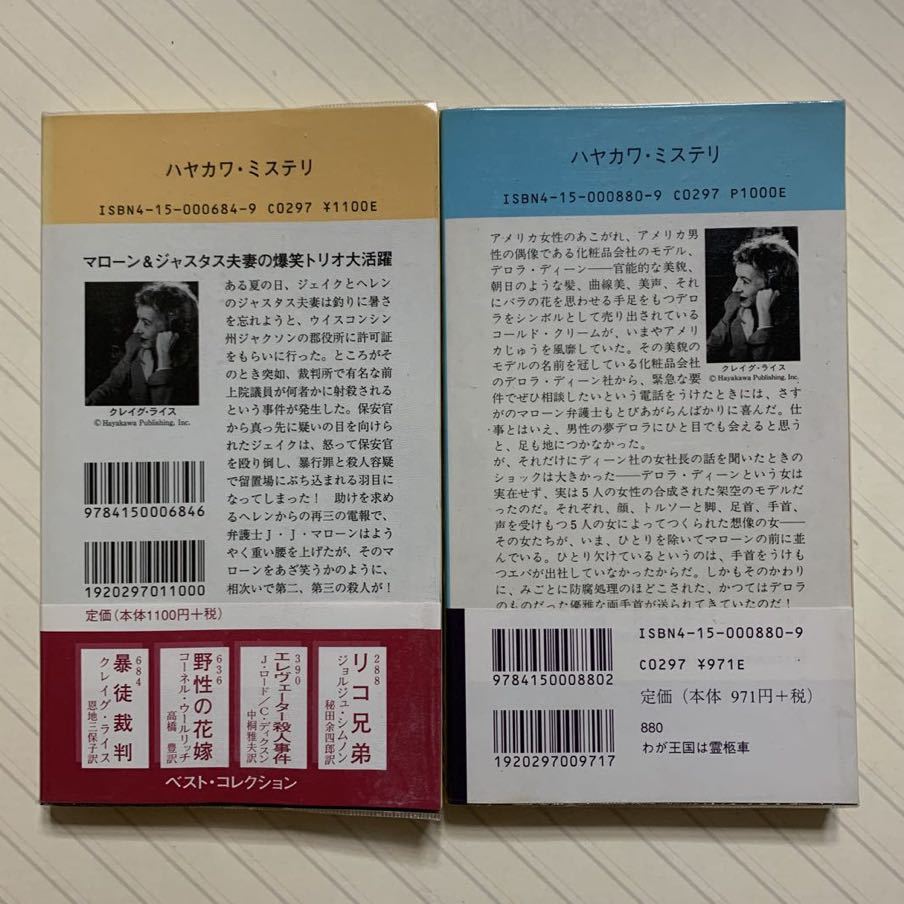 ハヤカワ・ミステリ
ISBN4-15-000684-9 C0297 ¥1100E
マローン&ジャスタス夫妻の爆笑トリオ大活躍
ある夏の日、ジェイクとヘレン
のジャスタス夫妻は釣りに暑さ
を忘れようと、ウイスコンシン
州ジャクソンの郡役所に許可証
をもらいに行った。ところがそ
のとき突如、裁判所で有名な前
上院議員が何者かに射殺される
という事件が発生した。保安官
から真っ先に疑いの目を向けら
れたジェイクは、怒って保安官
を殴り倒し、暴行罪と殺人容疑
で留置場にぶち込まれる羽目に
なってしまった! 助けを求め
るヘレンからの再三の電報で、
弁護士J・J・マローンはよう
やく重い腰を上げたが、そのマ
ローンをあざ笑うかのように、
相次いで第二、第三の殺人が!
クレイグ・ライス
© Hayakawa Publishing, Inc.
9784150006846
1920297011000
定価(本体1100円+税)
288
リコ兄弟
ジョルジュ・シムノン
秘田余四郎訳
390
エレヴェーター殺人事件
J・ロード/C・ディクスン
中桐雅夫訳
636
野性の花嫁
コーネル・ウールリッチ
高橋 豊訳
684
暴徒裁判
クレイグ・ライス
恩地三保子訳
ベスト・コレクション
ハヤカワ・ミステリ
ISBN4-15-000880-9 C0297 P1000E
アメリカ女性のあこがれ、アメリカ男
性の偶像である化粧品会社のモデル、
デロラ・ディーン――官能的な美貌、
朝日のような髪、曲線美、美声、それ
にバラの花を思わせる手足をもつデロ
ラをシンボルとして売り出されている
コールド・クリームが、いまやアメリ
カじゅうを風靡していた。その美貌の
モデルの名前を冠している化粧品会社
のデロラ・ディーン社から、緊急な要
件でぜひ相談したいという電話をうけたときには、さす
がのマローン弁護士もとびあがらんばかりに喜んだ。仕
事とはいえ、男性の夢デロラにひと目でも会えると思う
と、足も地につかなかった。
が、それだけにディーン社の女社長の話を聞いたときの
ショックは大きかった――デロラ・ディーンという女は
実在せず、実は5人の女性の合成された架空のモデルだ
ったのだ。それぞれ、顔、トルソーと脚、足首、手首、
声を受けもつ5人の女によってつくられた想像の女――
その女たちが、いま、ひとりを除いてマローンの前に並
んでいる。ひとり欠けているというのは、手首をうけも
つエバが出社していなかったからだ。しかもそのかわり
に、みごとに防腐処理のほどこされた、かつてはデロラ
のものだった優雅な両手首が送られてきていたのだ!
クレイグ・ライス
© Hayakawa Publishing, Inc.
9784150008802
1920297009717
ISBN4-15-000880-9
C0297 ¥971E
定価(本体 971円+税)
880
わが王国は霊柩車